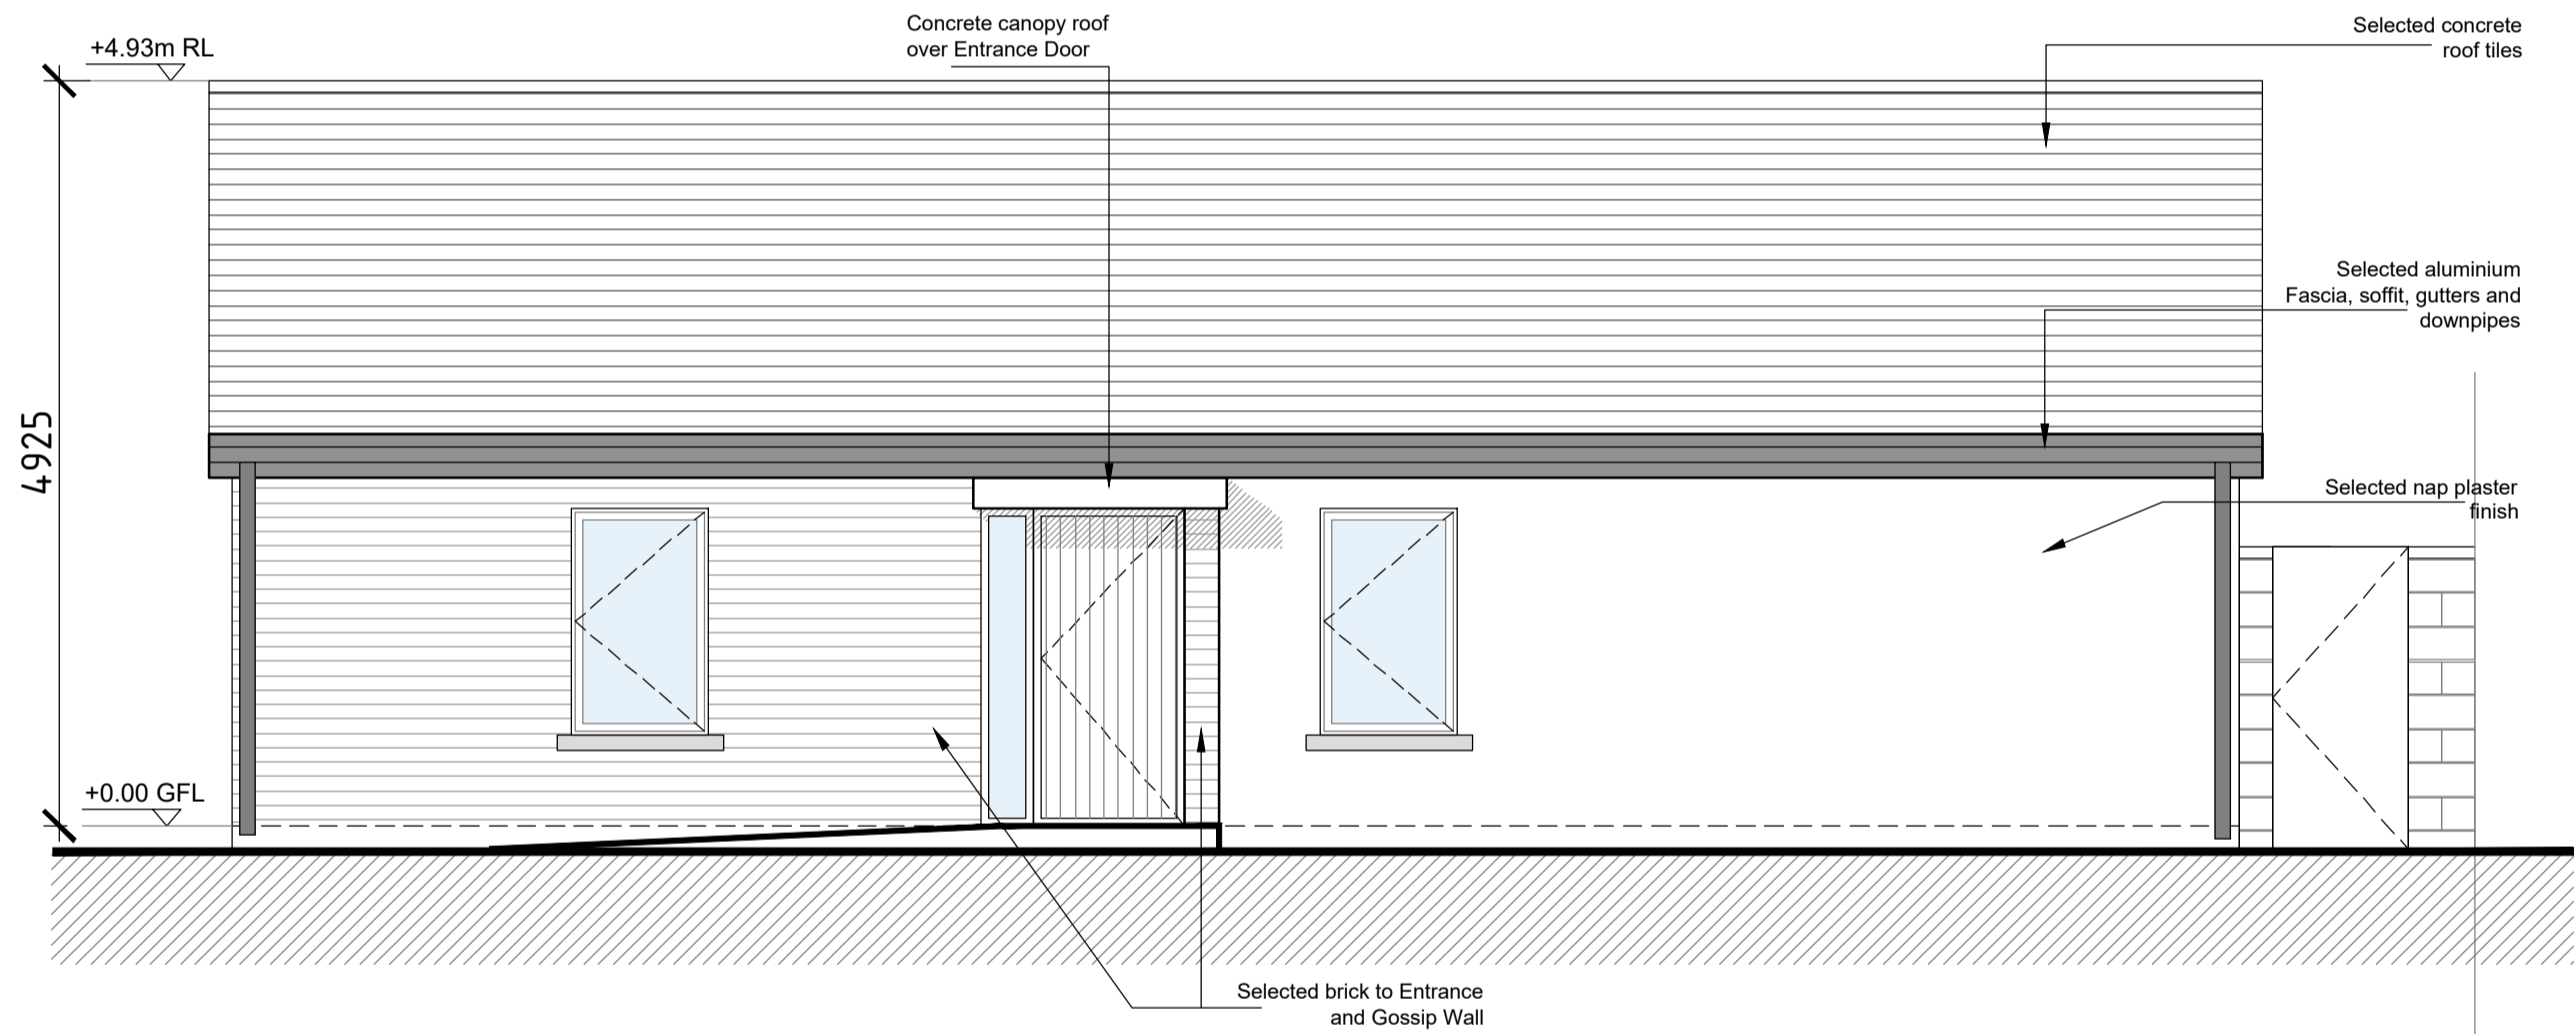 Concrete canopy roof
over Entrance Door
Selected concrete
roof tiles
+4.93m RL
Selected aluminium
Fascia, soffit, gutters and
downpipes
4925
Selected nap plaster
finish
+0.00 GFL
Selected brick to Entrance
and Gossip Wall